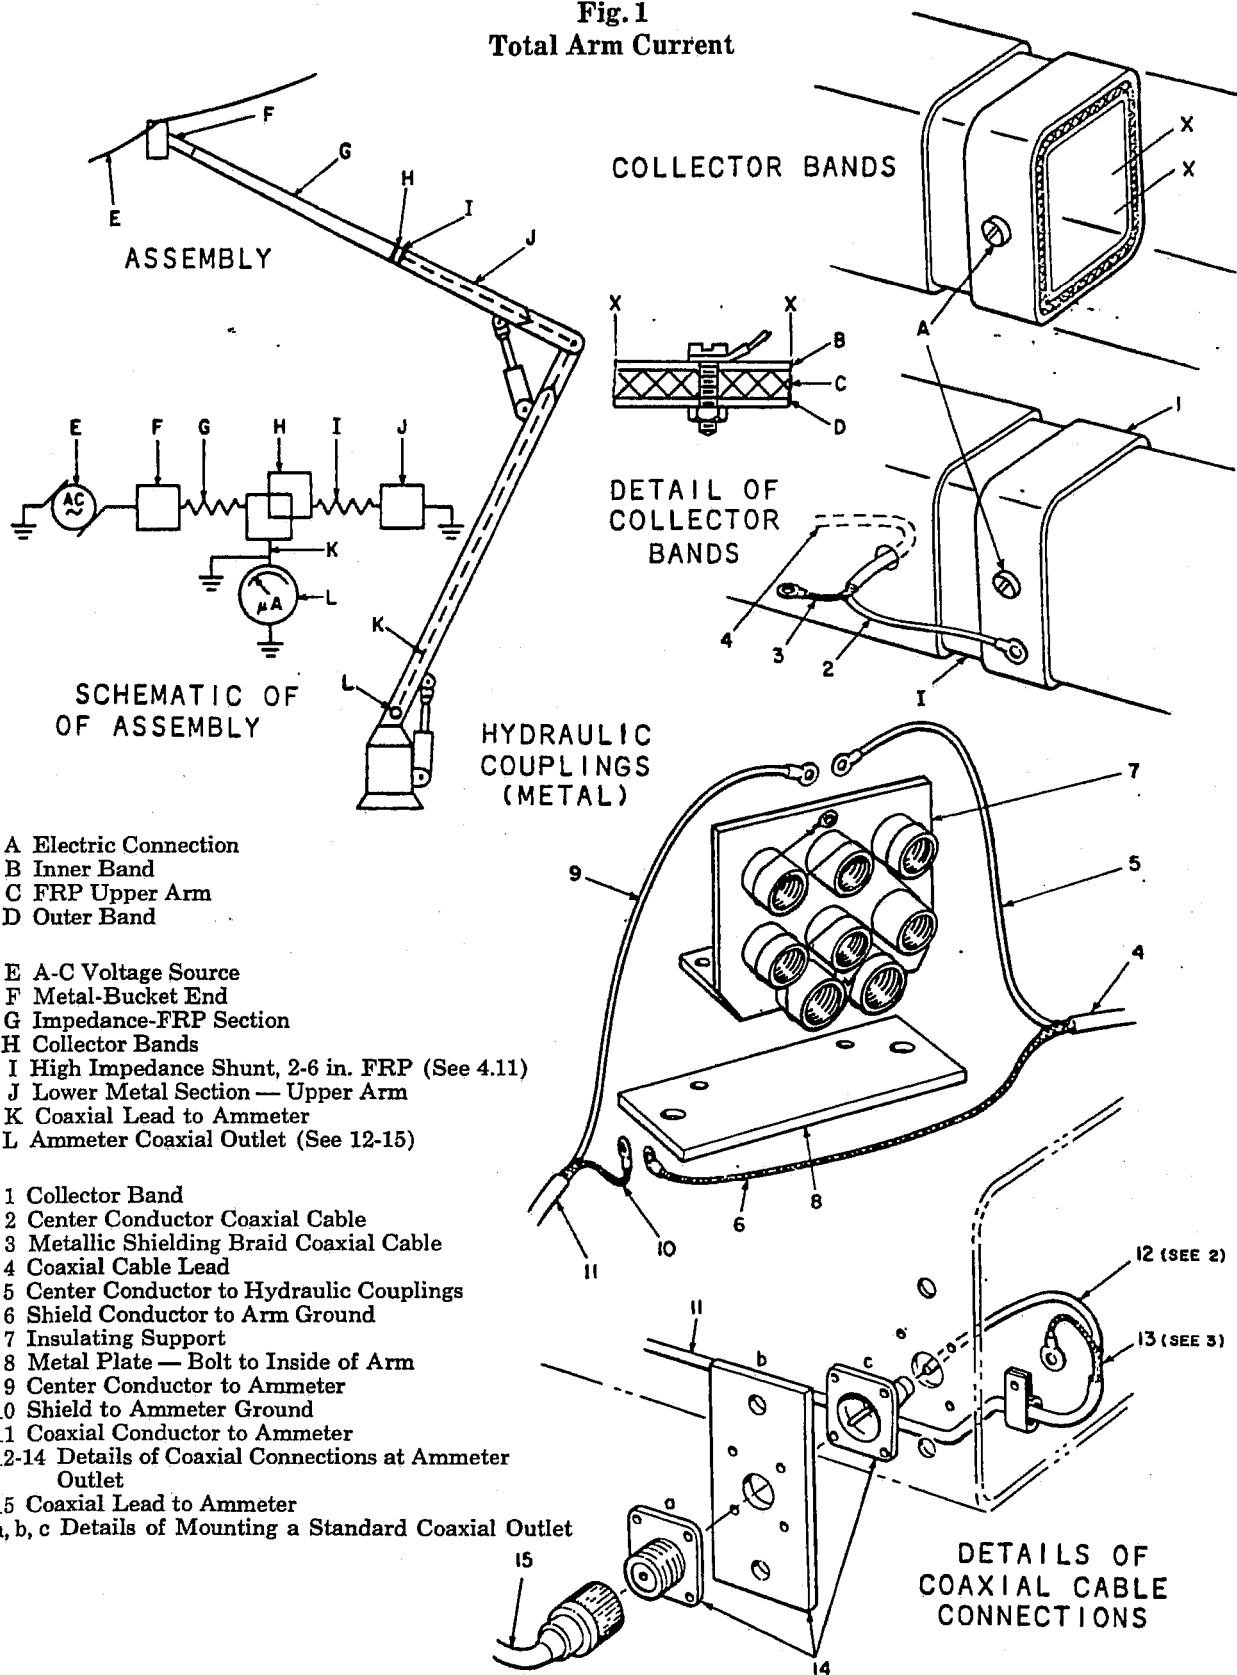 Fig. 1
Total Arm Current
F
G
H
I
J
E
ASSEMBLY
COLLECTOR BANDS
X
X
A
X X
B
C
D
DETAIL OF
COLLECTOR
BANDS
1
4
3
2
I
E F G H I J
AC
~
K
µA
L
SCHEMATIC OF
OF ASSEMBLY
K
L
HYDRAULIC
COUPLINGS
(METAL)
7
9
5
4
8
6
10
11
A Electric Connection
B Inner Band
C FRP Upper Arm
D Outer Band
E A-C Voltage Source
F Metal-Bucket End
G Impedance-FRP Section
H Collector Bands
I High Impedance Shunt, 2-6 in. FRP (See 4.11)
J Lower Metal Section — Upper Arm
K Coaxial Lead to Ammeter
L Ammeter Coaxial Outlet (See 12-15)
1 Collector Band
2 Center Conductor Coaxial Cable
3 Metallic Shielding Braid Coaxial Cable
4 Coaxial Cable Lead
5 Center Conductor to Hydraulic Couplings
6 Shield Conductor to Arm Ground
7 Insulating Support
8 Metal Plate — Bolt to Inside of Arm
9 Center Conductor to Ammeter
.0 Shield to Ammeter Ground
.1 Coaxial Conductor to Ammeter
.2-14 Details of Coaxial Connections at Ammeter
Outlet
.5 Coaxial Lead to Ammeter
, b, c Details of Mounting a Standard Coaxial Outlet
12 (SEE 2)
13 (SEE 3)
11
b
c
a
15
14
DETAILS OF
COAXIAL CABLE
CONNECTIONS